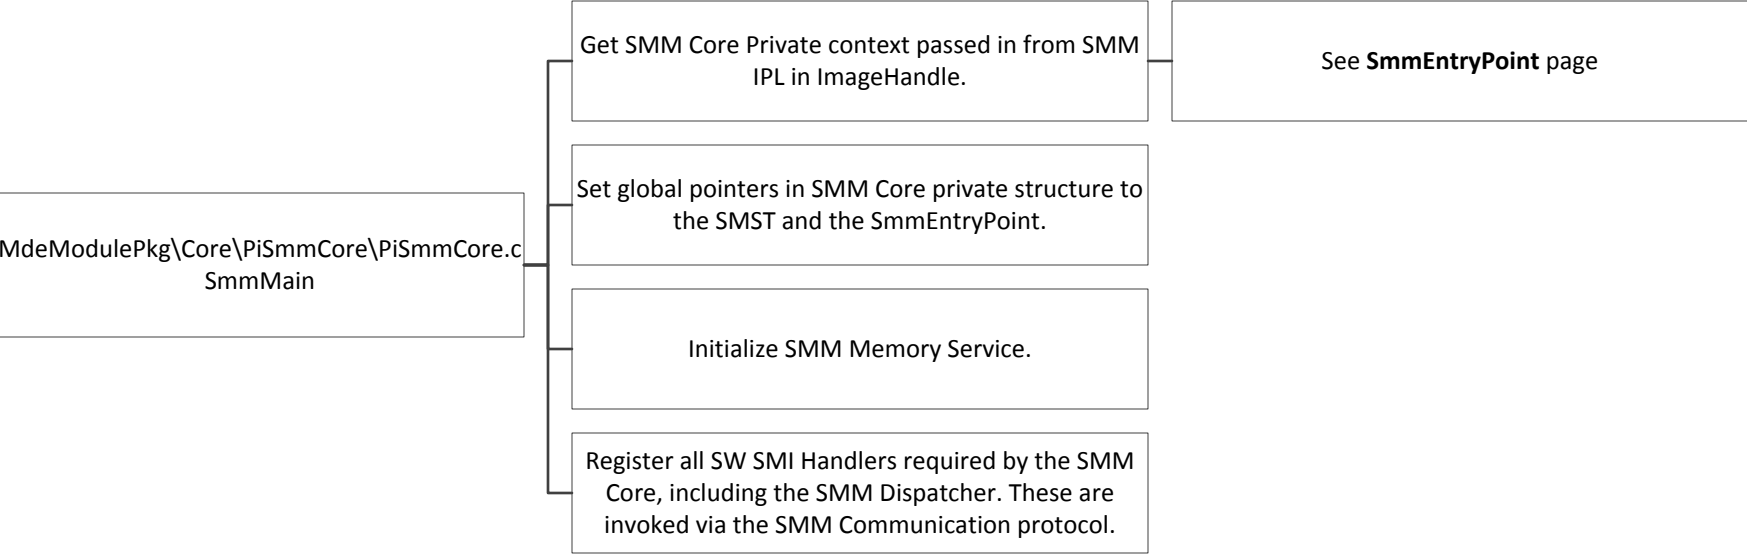 Get SMM Core Private context passed in from SMM
IPL in ImageHandle.
See SmmEntryPoint page
Set global pointers in SMM Core private structure to
the SMST and the SmmEntryPoint.
MdeModulePkg\Core\PiSmmCore\PiSmmCore.c
SmmMain
Initialize SMM Memory Service.
Register all SW SMI Handlers required by the SMM
Core, including the SMM Dispatcher. These are
invoked via the SMM Communication protocol.